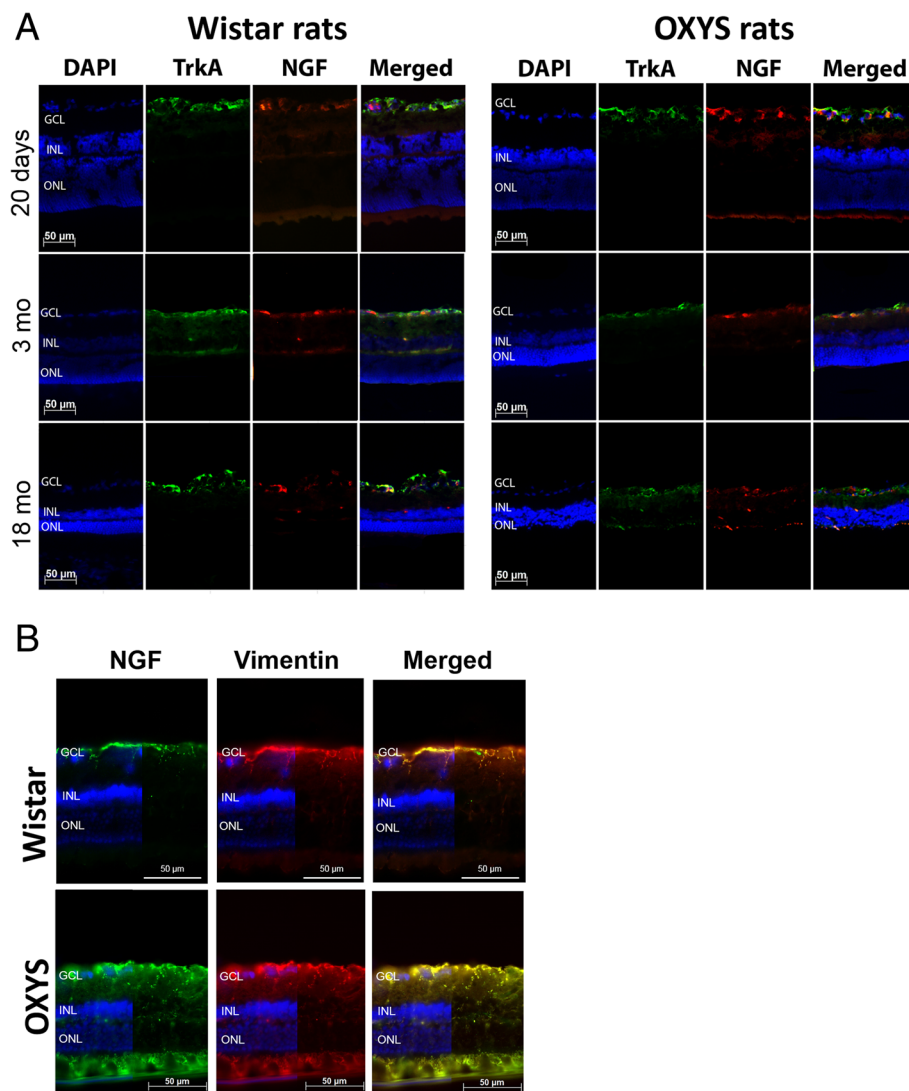 A
Wistar rats OXYS rats
DAPI TrkA NGF Merged DAPI TrkA NGF Merged
20 days
GCL
INL
ONL
50 µm
GCL
INL
ONL
50 µm
3 mo
GCL
INL
ONL
50 µm
GCL
INL
ONL
50 µm
18 mo
GCL
INL
ONL
50 µm
GCL
INL
ONL
50 µm
B
NGF Vimentin Merged
Wistar
GCL GCL GCL
INL INL INL
ONL ONL ONL
50 µm 50 µm 50 µm
OXYS
GCL GCL GCL
INL INL INL
ONL ONL ONL
50 µm 50 µm 50 µm